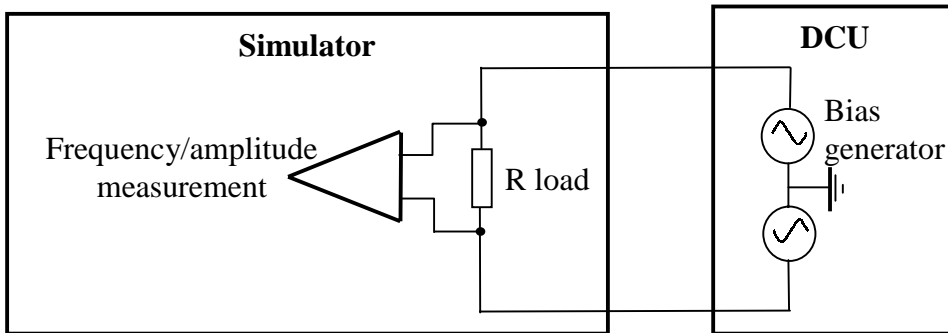 Simulator
Frequency/amplitude
measurement
R load
DCU
Bias
generator